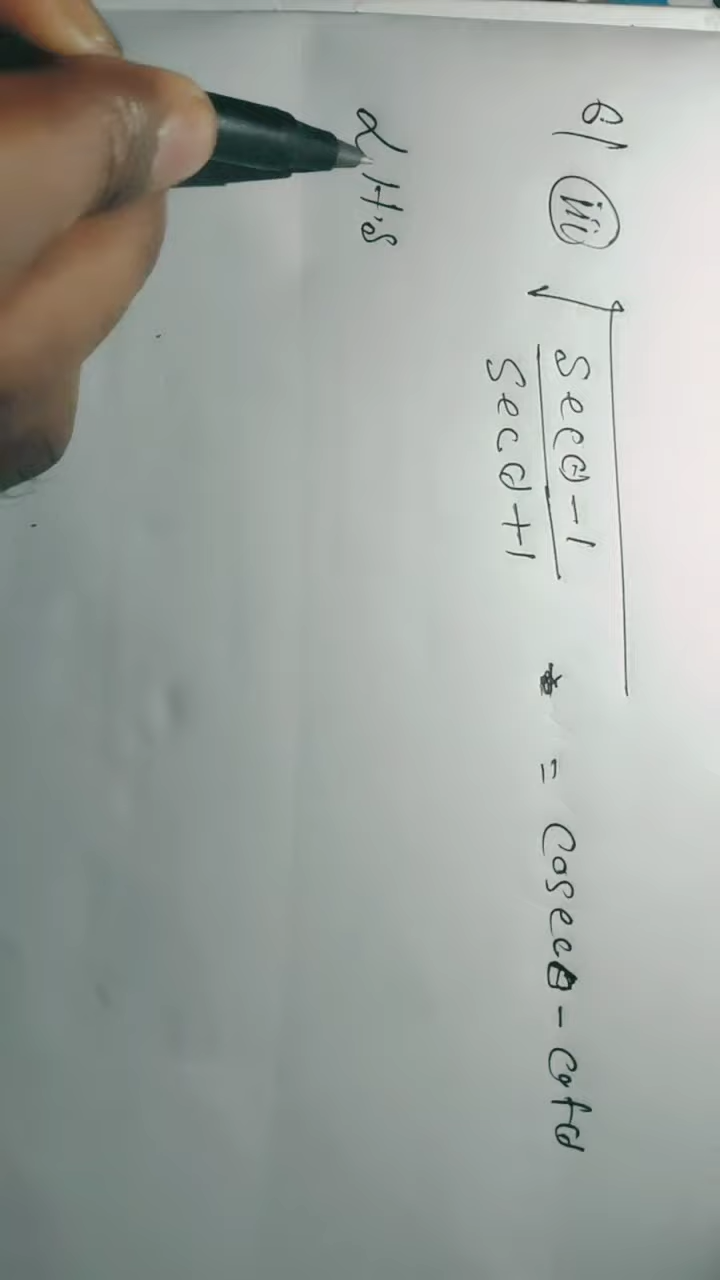 6/ (iii) √(secθ-1 / secθ+1) = cosecθ - cotθ
L.H.S